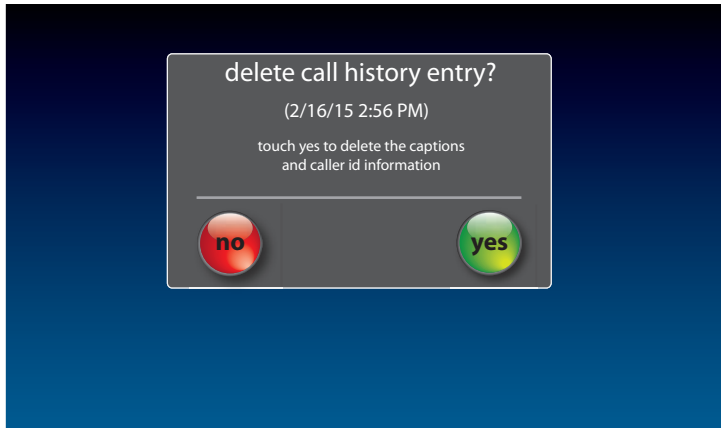 delete call history entry?
(2/16/15 2:56 PM)
touch yes to delete the captions
and caller id information
no
yes